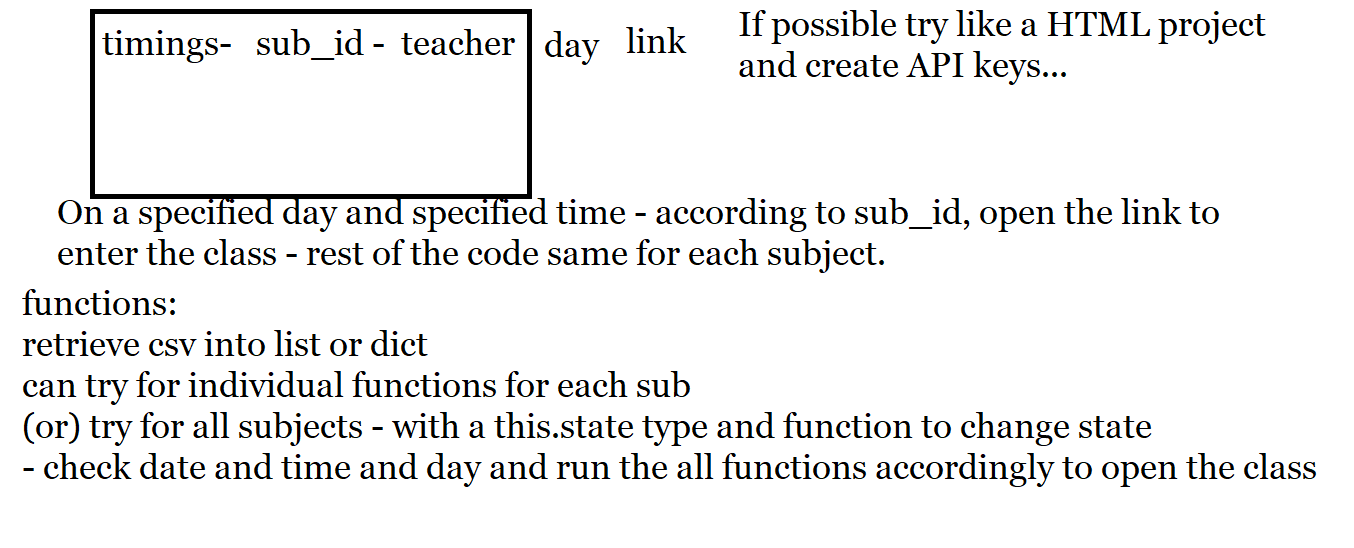 timings- sub_id - teacher day link
If possible try like a HTML project
and create API keys...
On a specified day and specified time - according to sub_id, open the link to
enter the class - rest of the code same for each subject.
functions:
retrieve csv into list or dict
can try for individual functions for each sub
(or) try for all subjects - with a this.state type and function to change state
- check date and time and day and run the all functions accordingly to open the class